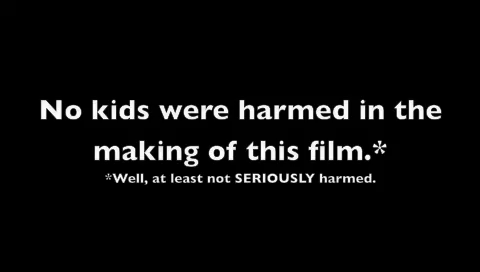 No kids were harmed in the
making of this film.*
*Well, at least not SERIOUSLY harmed.